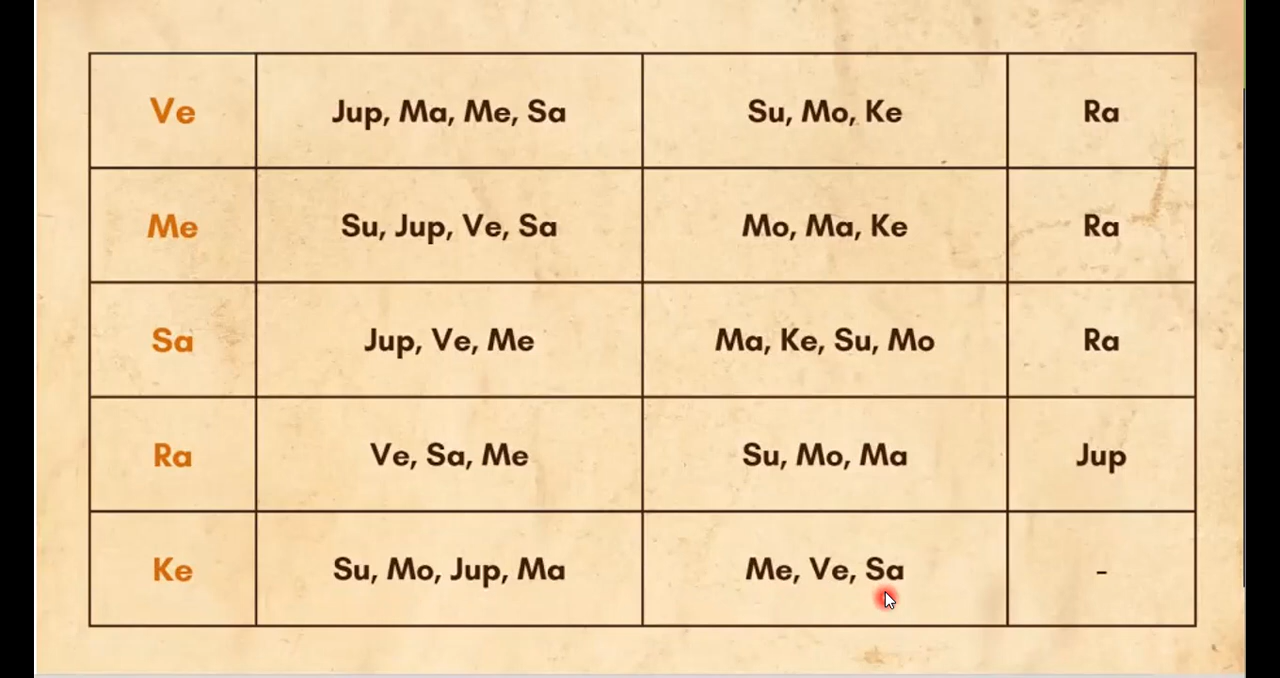 Ve Jup, Ma, Me, Sa Su, Mo, Ke Ra
Me Su, Jup, Ve, Sa Mo, Ma, Ke Ra
Sa Jup, Ve, Me Ma, Ke, Su, Mo Ra
Ra Ve, Sa, Me Su, Mo, Ma Jup
Ke Su, Mo, Jup, Ma Me, Ve, Sa -